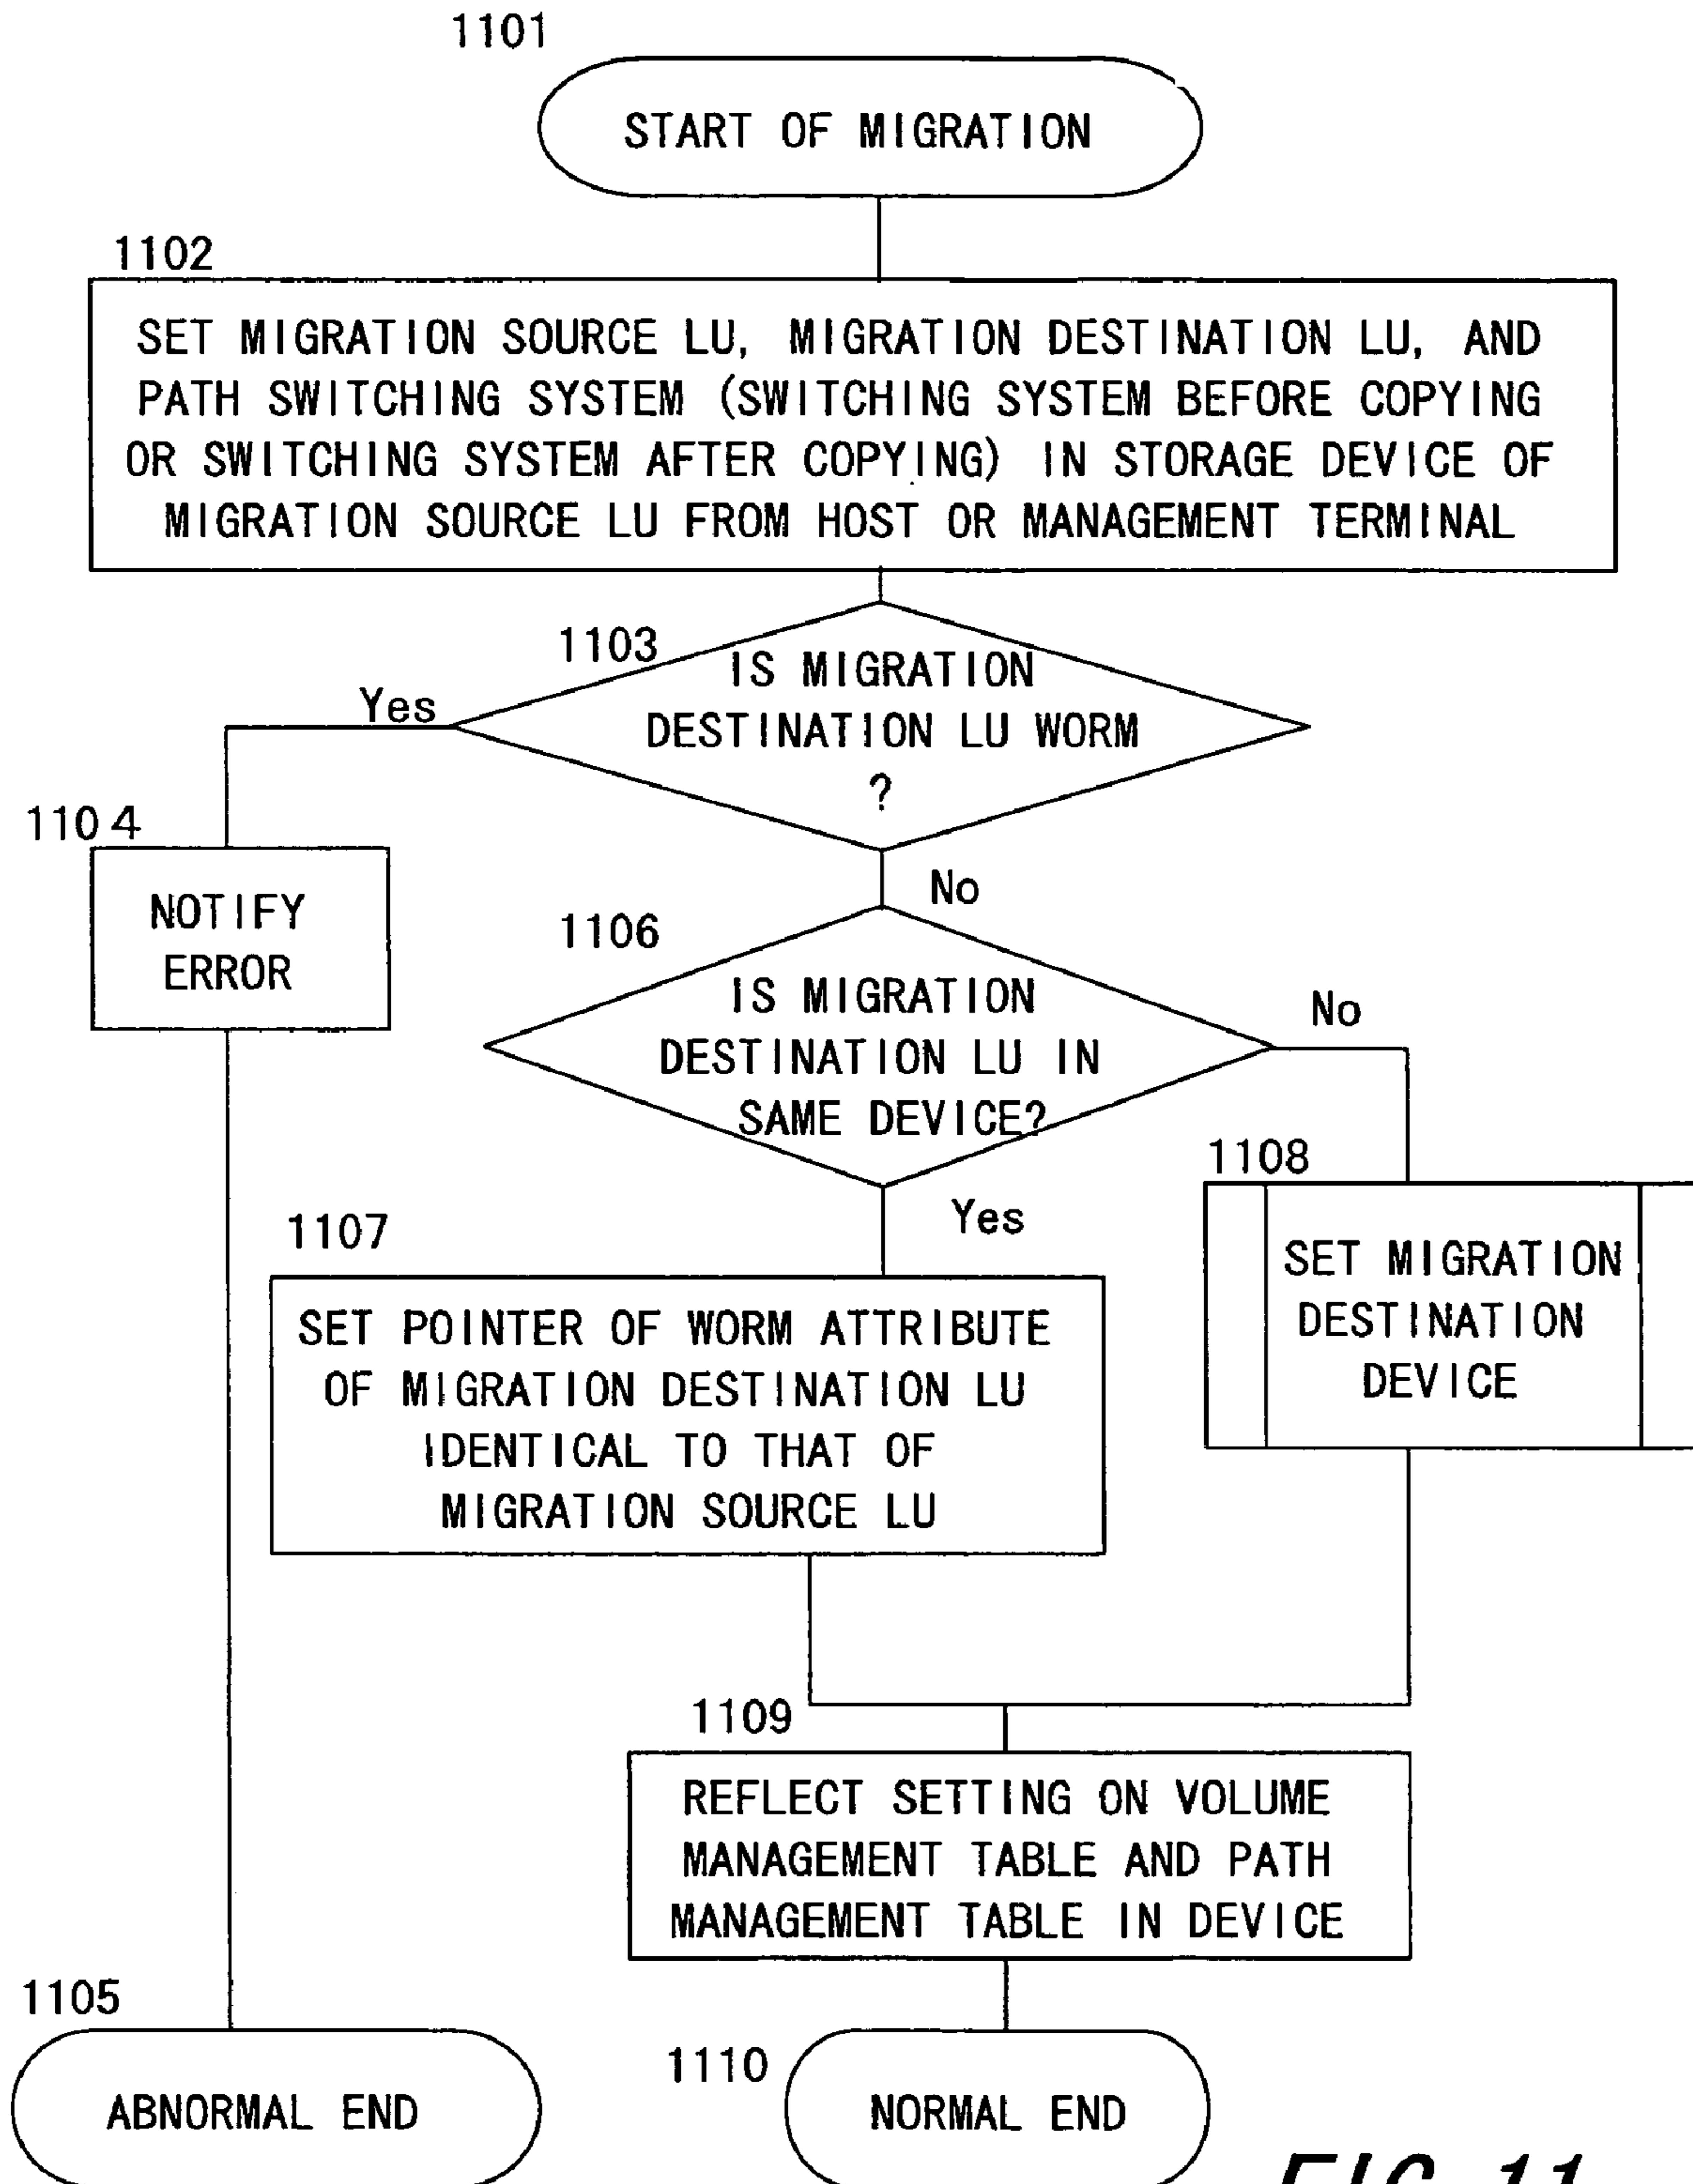 1101
START OF MIGRATION
1102
SET MIGRATION SOURCE LU, MIGRATION DESTINATION LU, AND
PATH SWITCHING SYSTEM (SWITCHING SYSTEM BEFORE COPYING
OR SWITCHING SYSTEM AFTER COPYING) IN STORAGE DEVICE OF
MIGRATION SOURCE LU FROM HOST OR MANAGEMENT TERMINAL
1103
IS MIGRATION
DESTINATION LU WORM
?
Yes
1104
NOTIFY
ERROR
No
1106
IS MIGRATION
DESTINATION LU IN
SAME DEVICE?
No
Yes
1107
SET POINTER OF WORM ATTRIBUTE
OF MIGRATION DESTINATION LU
IDENTICAL TO THAT OF
MIGRATION SOURCE LU
1108
SET MIGRATION
DESTINATION
DEVICE
1109
REFLECT SETTING ON VOLUME
MANAGEMENT TABLE AND PATH
MANAGEMENT TABLE IN DEVICE
1105
ABNORMAL END
1110
NORMAL END
FIG. 11